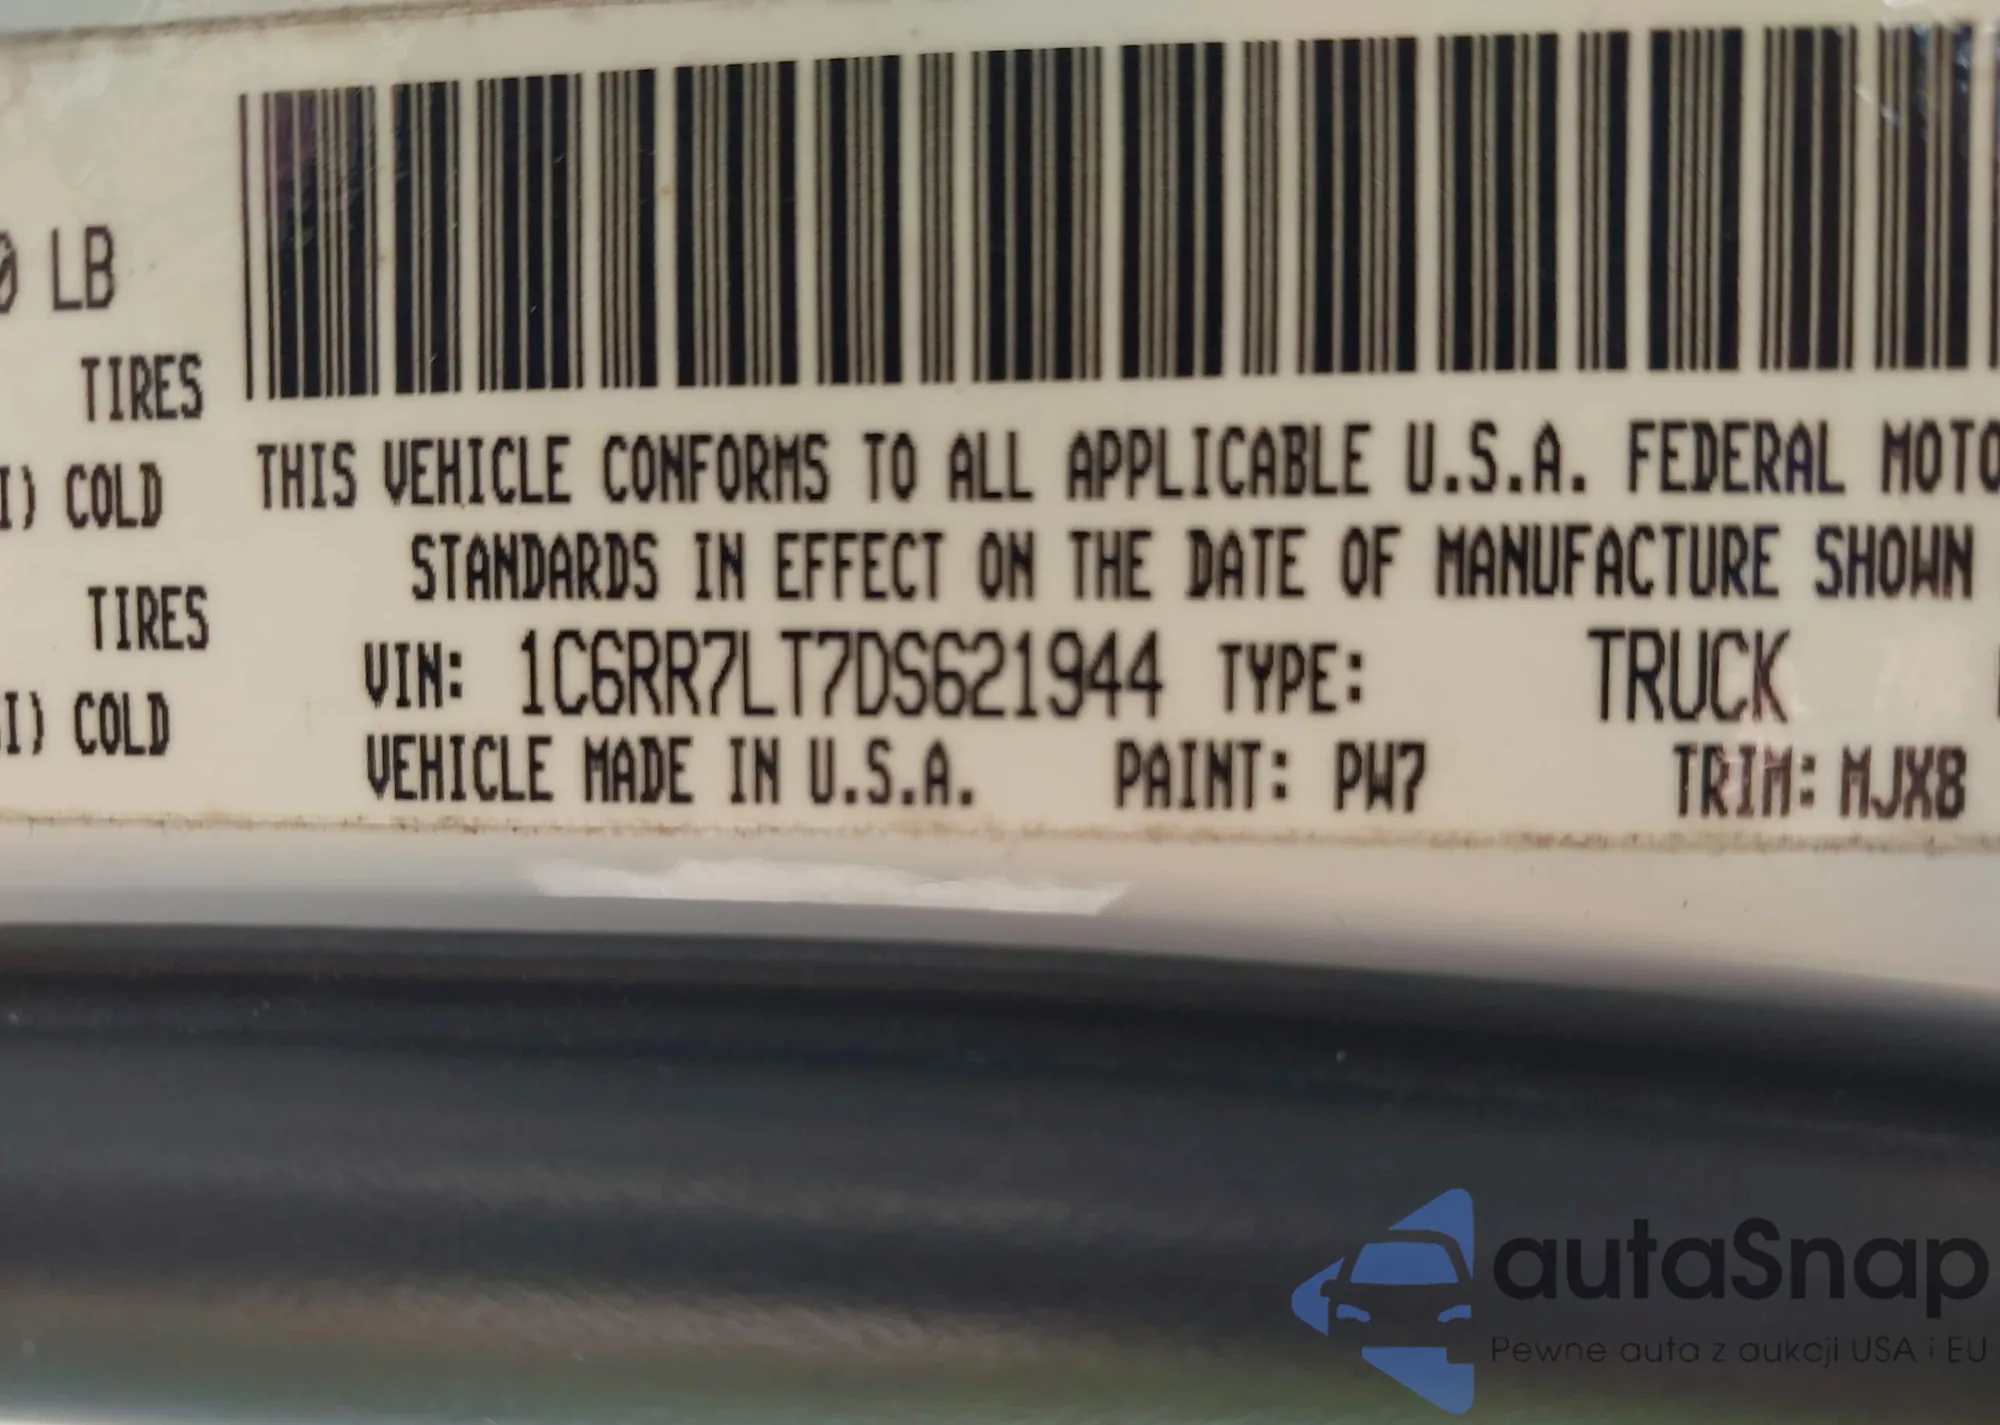 0 LB
TIRES
I) COLD
TIRES
SI) COLD
THIS VEHICLE CONFORMS TO ALL APPLICABLE U.S.A. FEDERAL MOTO
STANDARDS IN EFFECT ON THE DATE OF MANUFACTURE SHOWN
VIN: 1C6RR7LT7DS621944 TYPE: TRUCK
VEHICLE MADE IN U.S.A. PAINT: PW7 TRIM: MJX8
autaSnap
Pewne auta z aukcji USA i EU